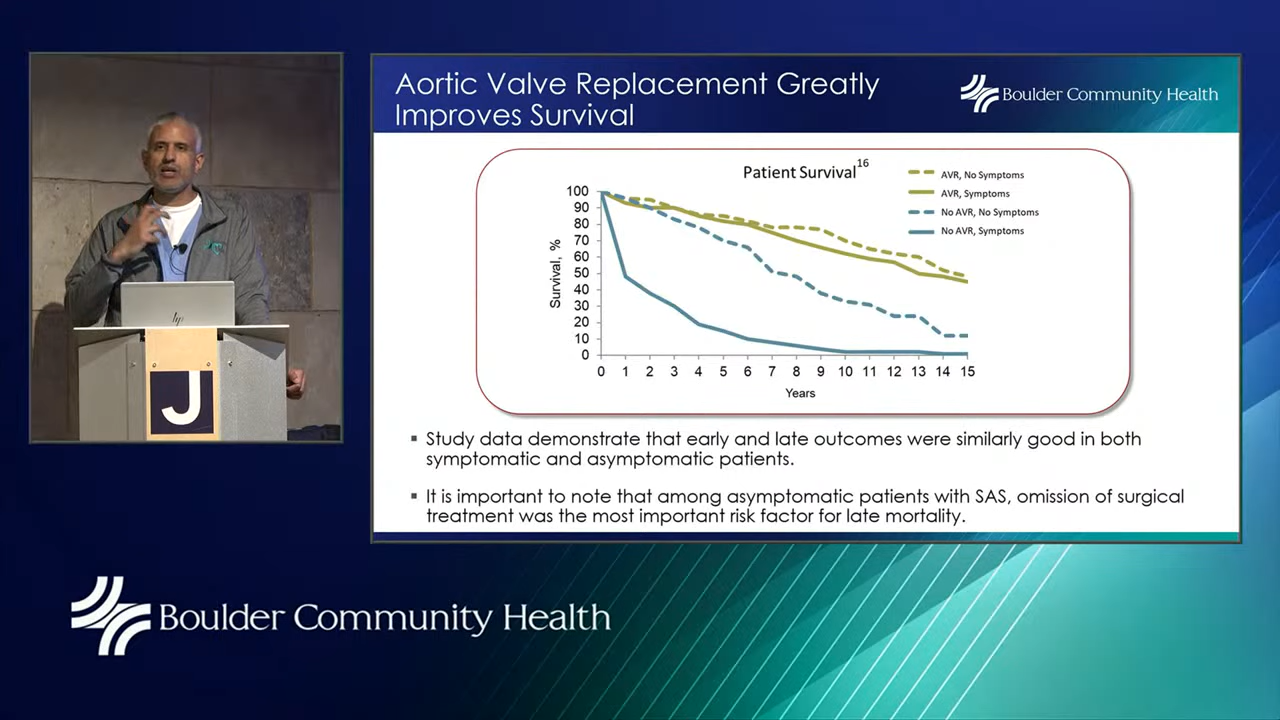 Aortic Valve Replacement Greatly
Improves Survival
Boulder Community Health
Patient Survival16
AVR, No Symptoms
AVR, Symptoms
No AVR, No Symptoms
No AVR, Symptoms
Survival, %
100
90
80
70
60
50
40
30
20
10
0
0 1 2 3 4 5 6 7 8 9 10 11 12 13 14 15
Years
▪ Study data demonstrate that early and late outcomes were similarly good in both
symptomatic and asymptomatic patients.
▪ It is important to note that among asymptomatic patients with SAS, omission of surgical
treatment was the most important risk factor for late mortality.
hp
J
Boulder Community Health